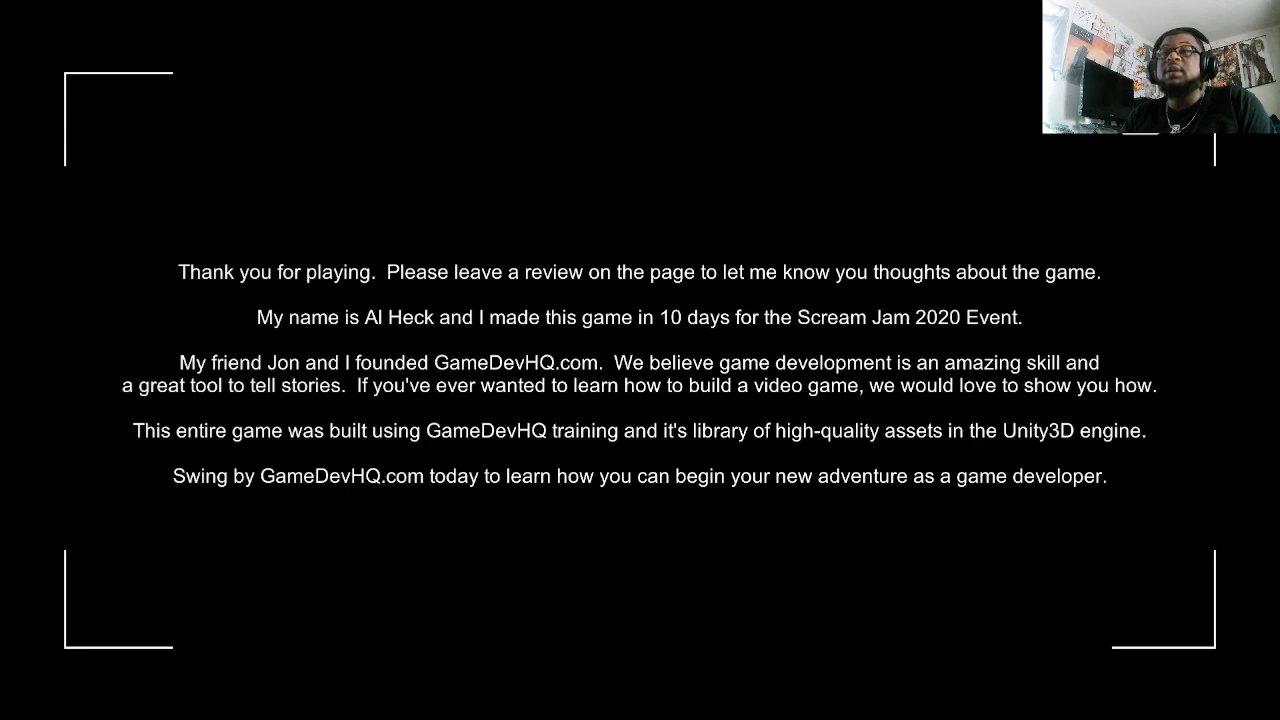 Thank you for playing.  Please leave a review on the page to let me know you thoughts about the game.
My name is Al Heck and I made this game in 10 days for the Scream Jam 2020 Event.
My friend Jon and I founded GameDevHQ.com.  We believe game development is an amazing skill and
a great tool to tell stories.  If you've ever wanted to learn how to build a video game, we would love to show you how.
This entire game was built using GameDevHQ training and it's library of high-quality assets in the Unity3D engine.
Swing by GameDevHQ.com today to learn how you can begin your new adventure as a game developer.